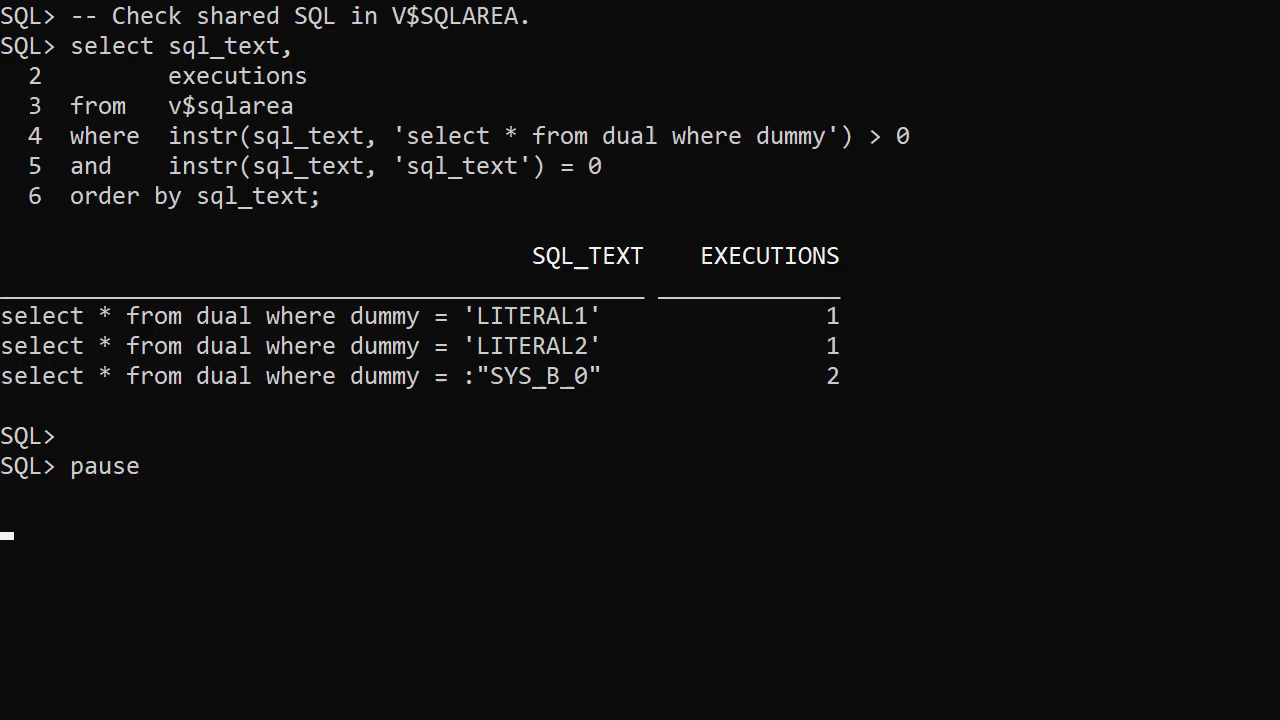 SQL> -- Check shared SQL in V$SQLAREA.
SQL> select sql_text,
  2         executions
  3  from   v$sqlarea
  4  where  instr(sql_text, 'select * from dual where dummy') > 0
  5  and    instr(sql_text, 'sql_text') = 0
  6  order by sql_text;
                                      SQL_TEXT    EXECUTIONS
______________________________________________ _____________
select * from dual where dummy = 'LITERAL1'                1
select * from dual where dummy = 'LITERAL2'                1
select * from dual where dummy = :"SYS_B_0"                2
SQL>
SQL> pause